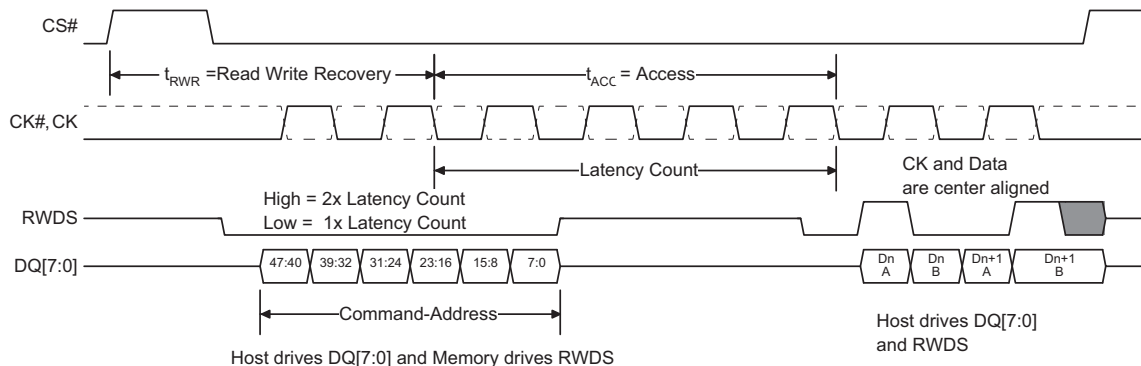 CS#
tRWR =Read Write Recovery
tACC = Access
CK#, CK
Latency Count
CK and Data
are center aligned
High = 2x Latency Count
Low = 1x Latency Count
RWDS
DQ[7:0]
47:40 39:32 31:24 23:16 15:8 7:0
Dn
A
Dn
B
Dn+1
A
Dn+1
B
Command-Address
Host drives DQ[7:0]
and RWDS
Host drives DQ[7:0] and Memory drives RWDS